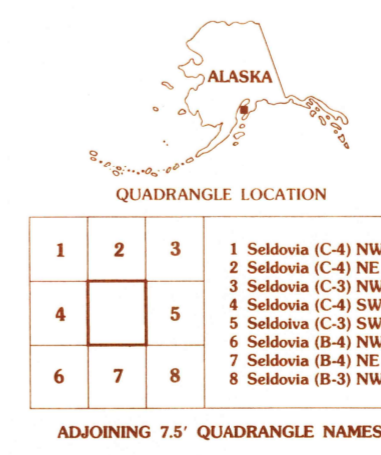 ALASKA
QUADRANGLE LOCATION
1 2 3
4 5
6 7 8
1 Seldovia (C-4) NW
2 Seldovia (C-4) NE
3 Seldovia (C-3) NW
4 Seldovia (C-4) SW
5 Seldoiva (C-3) SW
6 Seldovia (B-4) NW
7 Seldovia (B-4) NE
8 Seldovia (B-3) NW
ADJOINING 7.5′ QUADRANGLE NAMES